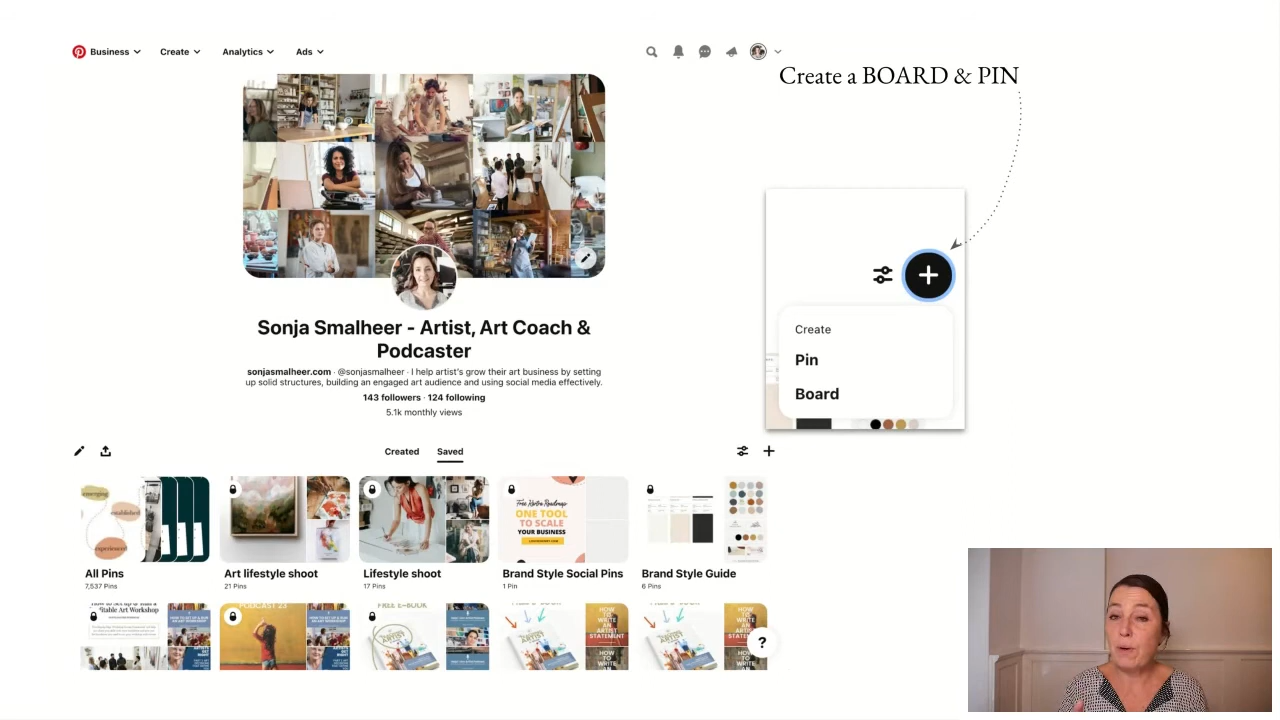 Business
Create
Analytics
Ads
Create a BOARD & PIN
Sonja Smalheer - Artist, Art Coach &
Podcaster
sonjasmalheer.com · @sonjasmalheer · I help artist's grow their art business by setting
up solid structures, building an engaged art audience and using social media effectively.
143 followers · 124 following
5.1k monthly views
Create
Pin
Board
Created
Saved
emerging
established
experienced
Free Kartra Roadmap
ONE TOOL
TO SCALE
YOUR BUSINESS
All Pins
7,537 Pins
Art lifestyle shoot
21 Pins
Lifestyle shoot
17 Pins
Brand Style Social Pins
1 Pin
Brand Style Guide
6 Pins
Art Workshop
PODCAST 23
FREE E-BOOK
HOW TO
WRITE
AN ARTIST
STATEMENT
HOW TO
WRITE
AN ARTIST
STATEMENT
?